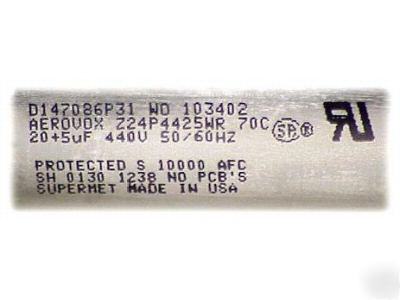 D147086P31 WO 103402
AEROVOX Z24P4425WR 70C
20+5uF 440V 50/60HZ
SA®
PROTECTED S 10000 AFC
SH 0130 1238 NO PCB'S
SUPERMET MADE IN USA